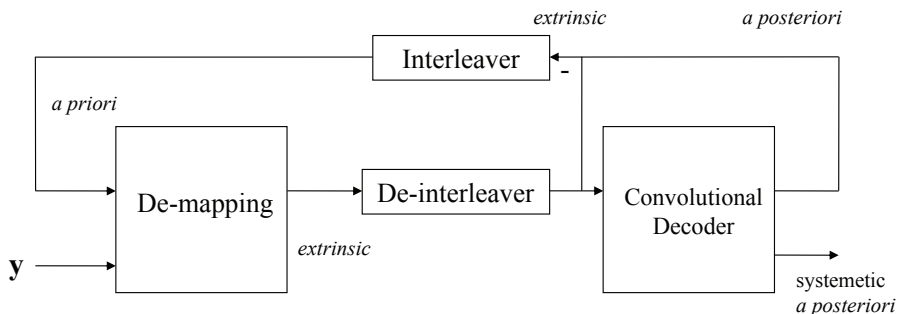 extrinsic
a posteriori
Interleaver
-
a priori
De-mapping
De-interleaver
Convolutional
Decoder
extrinsic
y
systemetic
a posteriori